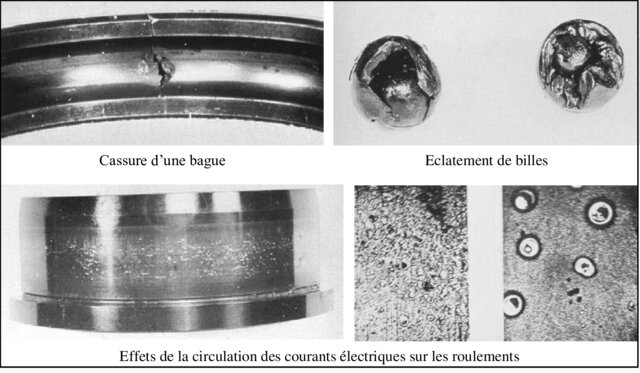 Cassure d'une bague
Eclatement de billes
Effets de la circulation des courants électriques sur les roulements